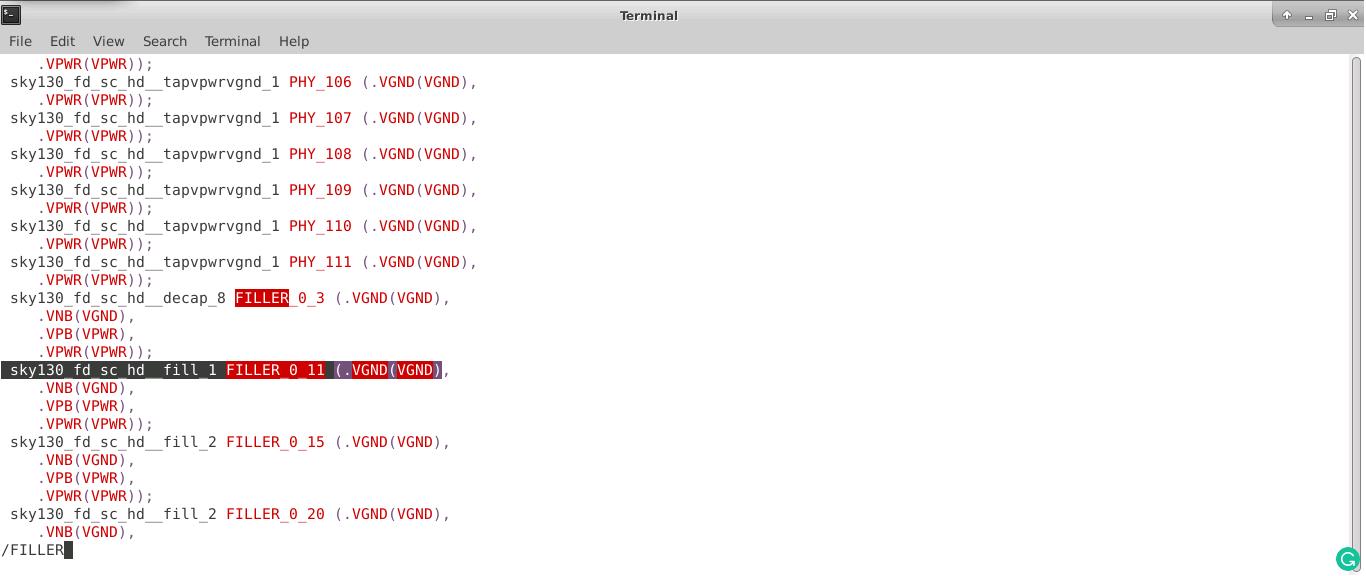 Terminal
File Edit View Search Terminal Help
.VPWR(VPWR));
sky130_fd_sc_hd__tapvpwrvgnd_1 PHY_106 (.VGND(VGND),
.VPWR(VPWR));
sky130_fd_sc_hd__tapvpwrvgnd_1 PHY_107 (.VGND(VGND),
.VPWR(VPWR));
sky130_fd_sc_hd__tapvpwrvgnd_1 PHY_108 (.VGND(VGND),
.VPWR(VPWR));
sky130_fd_sc_hd__tapvpwrvgnd_1 PHY_109 (.VGND(VGND),
.VPWR(VPWR));
sky130_fd_sc_hd__tapvpwrvgnd_1 PHY_110 (.VGND(VGND),
.VPWR(VPWR));
sky130_fd_sc_hd__tapvpwrvgnd_1 PHY_111 (.VGND(VGND),
.VPWR(VPWR));
sky130_fd_sc_hd__decap_8 FILLER_0_3 (.VGND(VGND),
.VNB(VGND),
.VPB(VPWR),
.VPWR(VPWR));
sky130_fd_sc_hd__fill_1 FILLER_0_11 (.VGND(VGND),
.VNB(VGND),
.VPB(VPWR),
.VPWR(VPWR));
sky130_fd_sc_hd__fill_2 FILLER_0_15 (.VGND(VGND),
.VNB(VGND),
.VPB(VPWR),
.VPWR(VPWR));
sky130_fd_sc_hd__fill_2 FILLER_0_20 (.VGND(VGND),
.VNB(VGND),
/FILLER